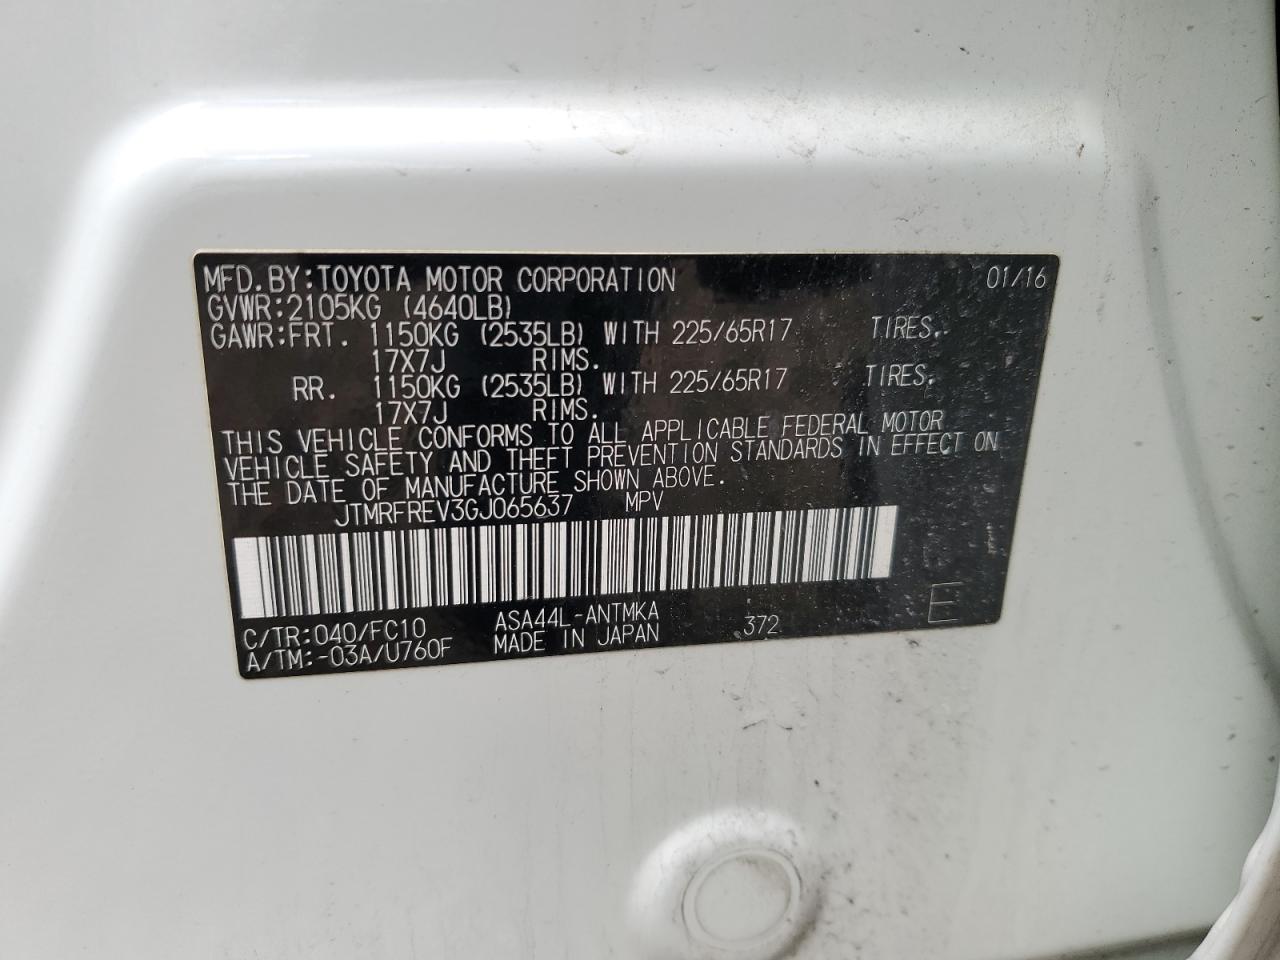 MFD.BY:TOYOTA MOTOR CORPORATION 01/16
GVWR:2105KG (4640LB)
GAWR:FRT. 1150KG (2535LB) WITH 225/65R17 TIRES.
17X7J RIMS.
RR. 1150KG (2535LB) WITH 225/65R17 TIRES.
17X7J RIMS.
THIS VEHICLE CONFORMS TO ALL APPLICABLE FEDERAL MOTOR
VEHICLE SAFETY AND THEFT PREVENTION STANDARDS IN EFFECT ON
THE DATE OF MANUFACTURE SHOWN ABOVE.
JTMRFREV3GJ065637 MPV
C/TR:040/FC10 ASA44L-ANTMKA 372 E
A/TM:-03A/U760F MADE IN JAPAN